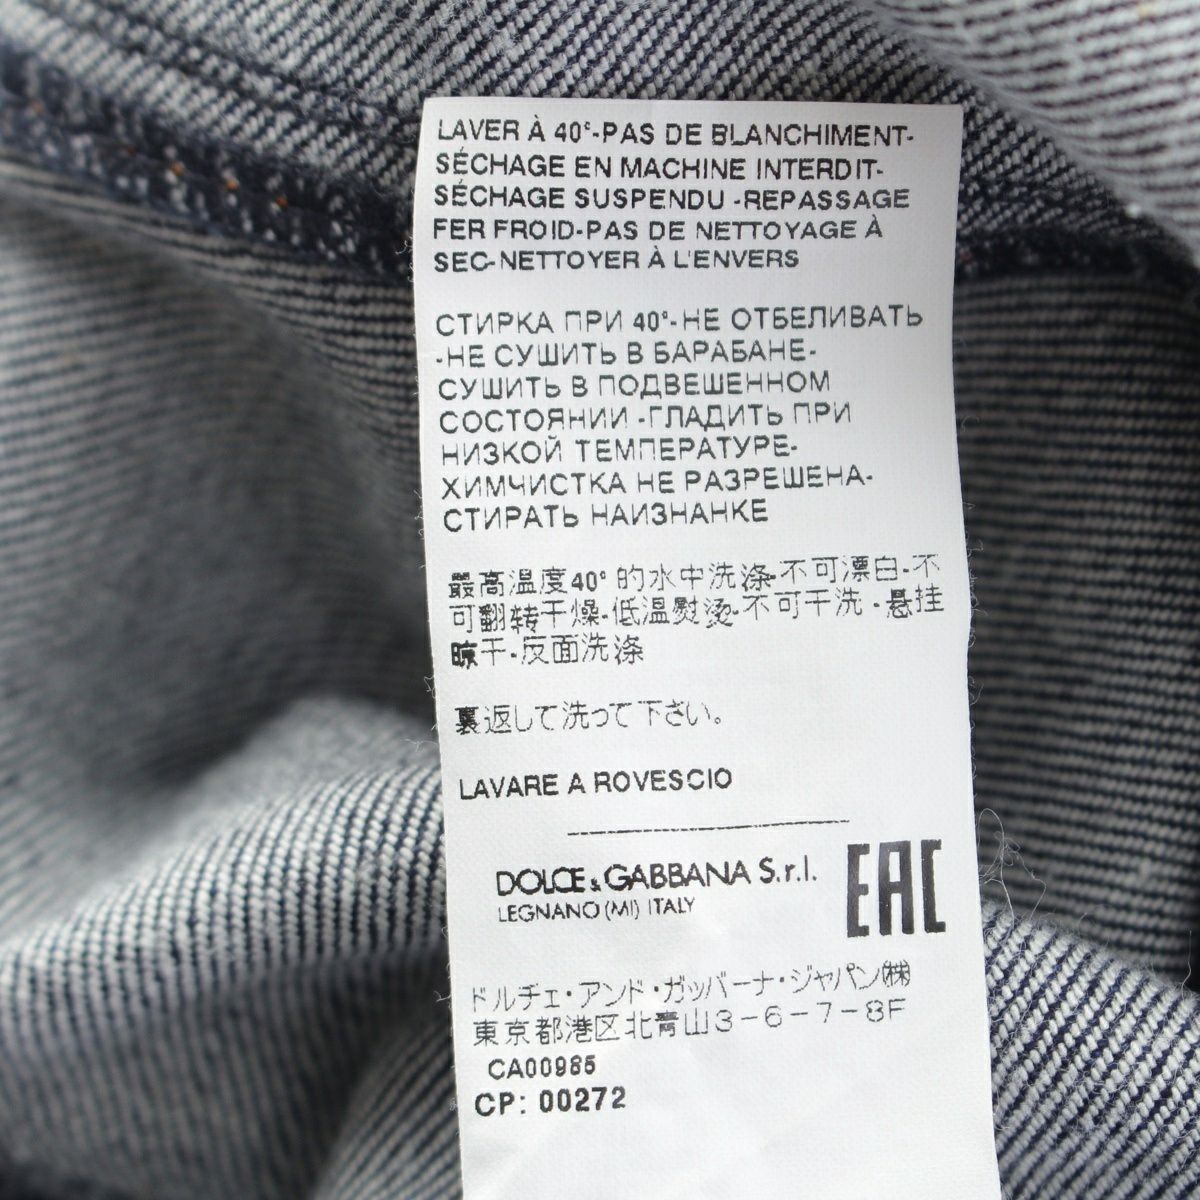 LAVER À 40°-PAS DE BLANCHIMENT-
SÉCHAGE EN MACHINE INTERDIT-
SÉCHAGE SUSPENDU -REPASSAGE
FER FROID-PAS DE NETTOYAGE À
SEC-NETTOYER À L'ENVERS
СТИРКА ПРИ 40°-НЕ ОТБЕЛИВАТЬ
-НЕ СУШИТЬ В БАРАБАНЕ-
СУШИТЬ В ПОДВЕШЕННОМ
СОСТОЯНИИ -ГЛАДИТЬ ПРИ
НИЗКОЙ ТЕМПЕРАТУРЕ-
ХИМЧИСТКА НЕ РАЗРЕШЕНА-
СТИРАТЬ НАИЗНАНКЕ
最高温度40°的水中洗涤-不可漂白-不
可翻转干燥-低温熨烫-不可干洗-悬挂
晾干-反面洗涤
裏返して洗って下さい。
LAVARE A ROVESCIO
DOLCE & GABBANA S.r.l.
LEGNANO (MI) ITALY
EAC
ドルチェ・アンド・ガッバーナ・ジャパン㈱
東京都港区北青山3-6-7-8F
CA00985
CP: 00272